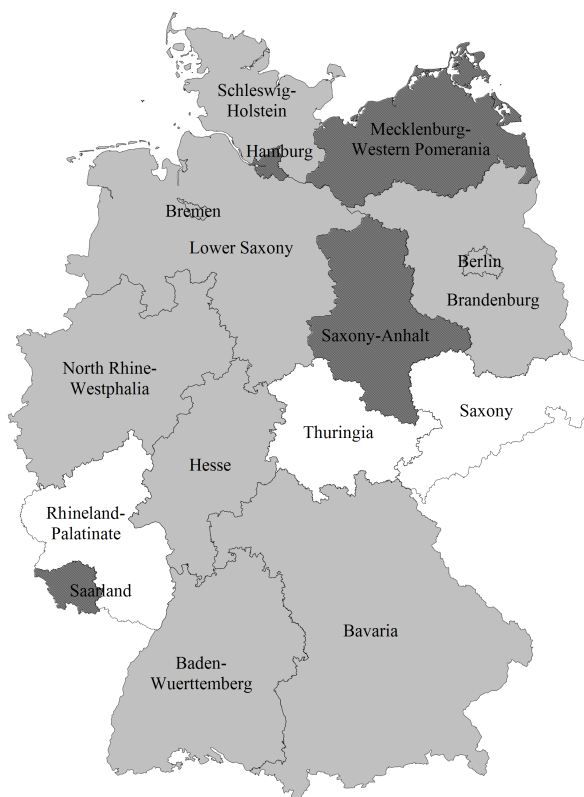 Schleswig-
Holstein
Mecklenburg-
Western Pomerania
Hamburg
Bremen
Lower Saxony
Berlin
Brandenburg
Saxony-Anhalt
North Rhine-
Westphalia
Saxony
Thuringia
Hesse
Rhineland-
Palatinate
Saarland
Bavaria
Baden-
Wuerttemberg